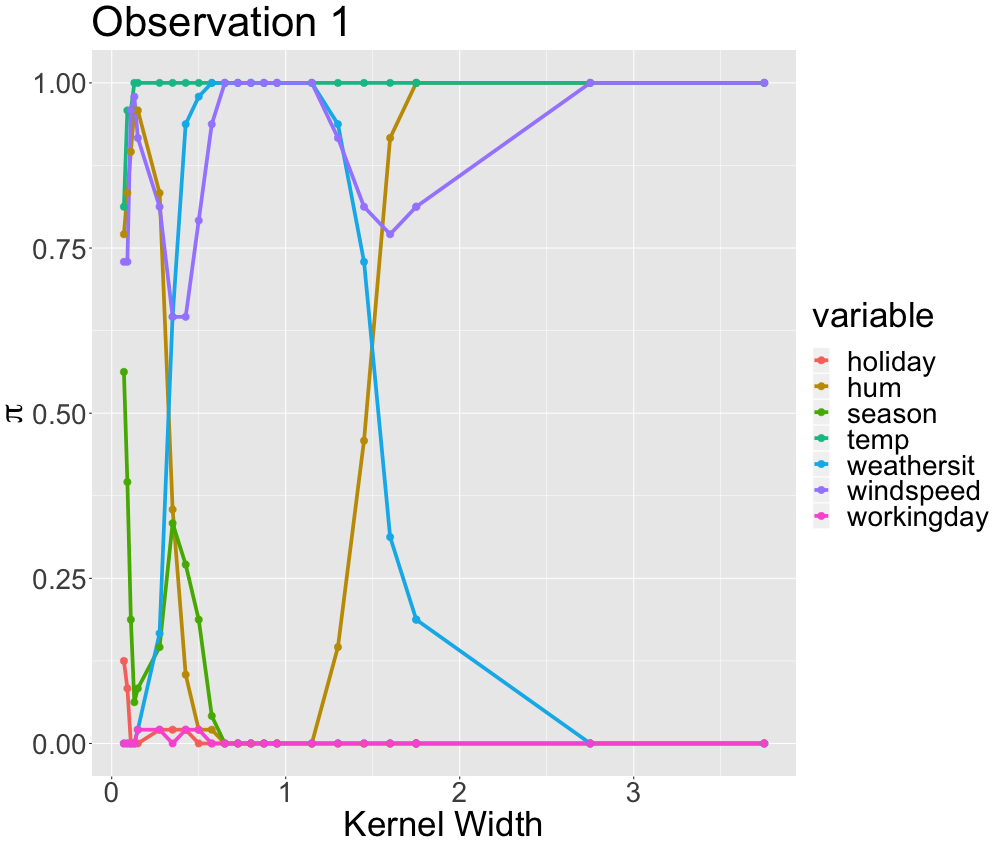 Observation 1
1.00
0.75
0.50
0.25
0.00
π
0
1
2
3
Kernel Width
variable
holiday
hum
season
temp
weathersit
windspeed
workingday